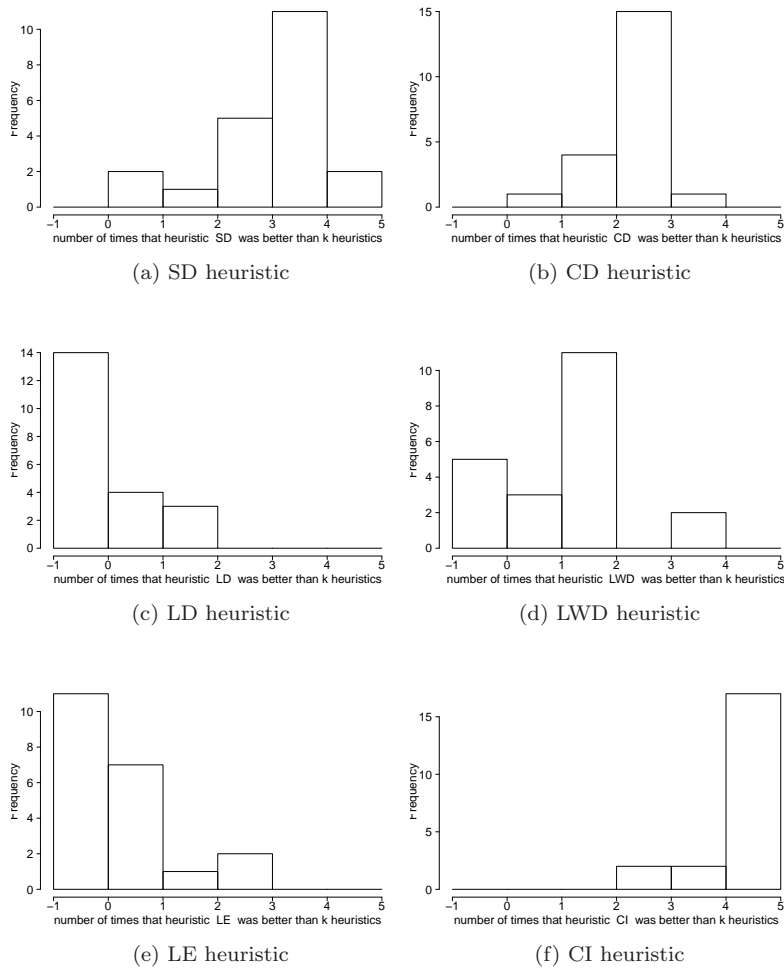 Frequency
0 2 4 6 8 10
−1 0 1 2 3 4 5
number of times that heuristic SD was better than k heuristics
(a) SD heuristic
Frequency
0 5 10 15
−1 0 1 2 3 4 5
number of times that heuristic CD was better than k heuristics
(b) CD heuristic
Frequency
0 2 4 6 8 10 12 14
−1 0 1 2 3 4 5
number of times that heuristic LD was better than k heuristics
(c) LD heuristic
Frequency
0 2 4 6 8 10
−1 0 1 2 3 4 5
number of times that heuristic LWD was better than k heuristics
(d) LWD heuristic
Frequency
0 2 4 6 8 10
−1 0 1 2 3 4 5
number of times that heuristic LE was better than k heuristics
(e) LE heuristic
Frequency
0 5 10 15
−1 0 1 2 3 4 5
number of times that heuristic CI was better than k heuristics
(f) CI heuristic